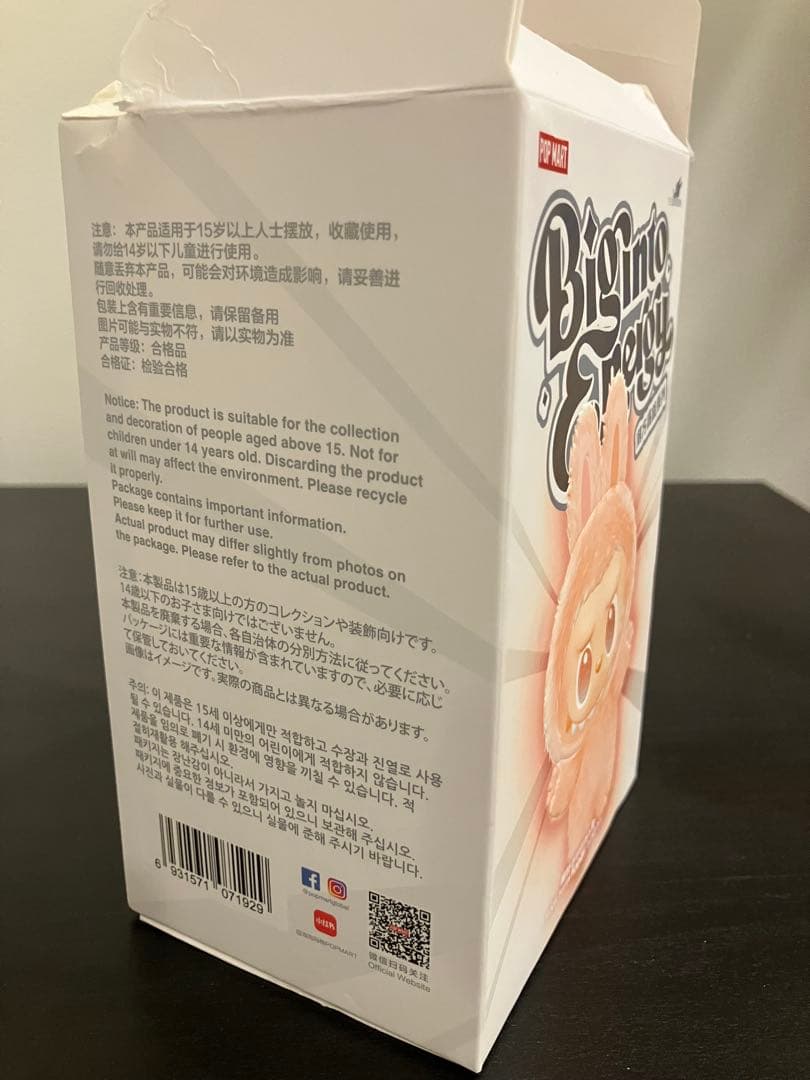 注意：本产品适用于15岁以上人士摆放，收藏使用，
请勿给14岁以下儿童进行使用。
随意丢弃本产品，可能会对环境造成影响，请妥善进
行回收处理。
包装上含有重要信息，请保留备用
图片可能与实物不符，请以实物为准
产品等级：合格品
合格证：检验合格
Notice: The product is suitable for the collection
and decoration of people aged above 15. Not for
children under 14 years old. Discarding the product
at will may affect the environment. Please recycle
it properly.
Package contains important information.
Please keep it for further use.
Actual product may differ slightly from photos on
the package. Please refer to the actual product.
注意:本製品は15歳以上の方のコレクションや装飾向けです。
14歳以下のお子さま向けではございません。
本製品を廃棄する場合、各自治体の分別方法に従ってください。
パッケージには重要な情報が含まれていますので、必要に応じ
て保管しておいてください。
画像はイメージです。実際の商品とは異なる場合があります。
주의: 이 제품은 15세 이상에게만 적합하고 수장과 진열로 사용
될 수 있습니다. 14세 미만의 어린이에게 적합하지 않습니다.
제품을 임의로 폐기 시 환경에 영향을 끼칠 수 있습니다. 적
절히재활용 해주십시오.
패키지는 장난감이 아니라서 가지고 놀지 마십시오.
패키지에 중요한 정보가 포함되어 있으니 보관해 주십시오.
사진과 실물이 다를 수 있으니 실물에 준해 주시기 바랍니다.
6 931571 071929
@popmartglobal
小红书
@泡泡玛特POPMART
微信扫码关注
Official Website
POP MART
Big into
Energy